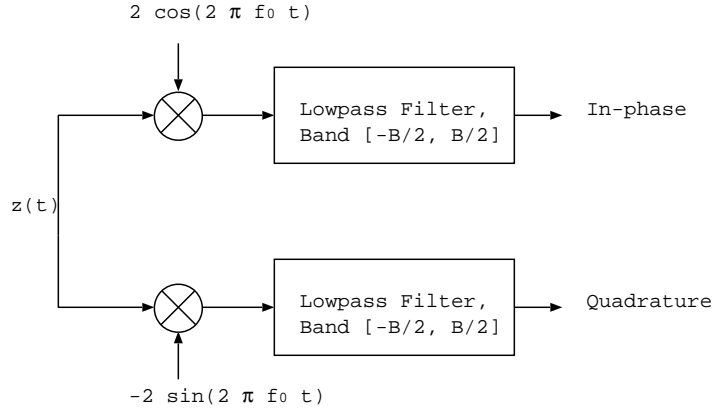 2 cos(2 π f₀ t)
Lowpass Filter,
Band [-B/2, B/2]
In-phase
z(t)
Lowpass Filter,
Band [-B/2, B/2]
Quadrature
-2 sin(2 π f₀ t)